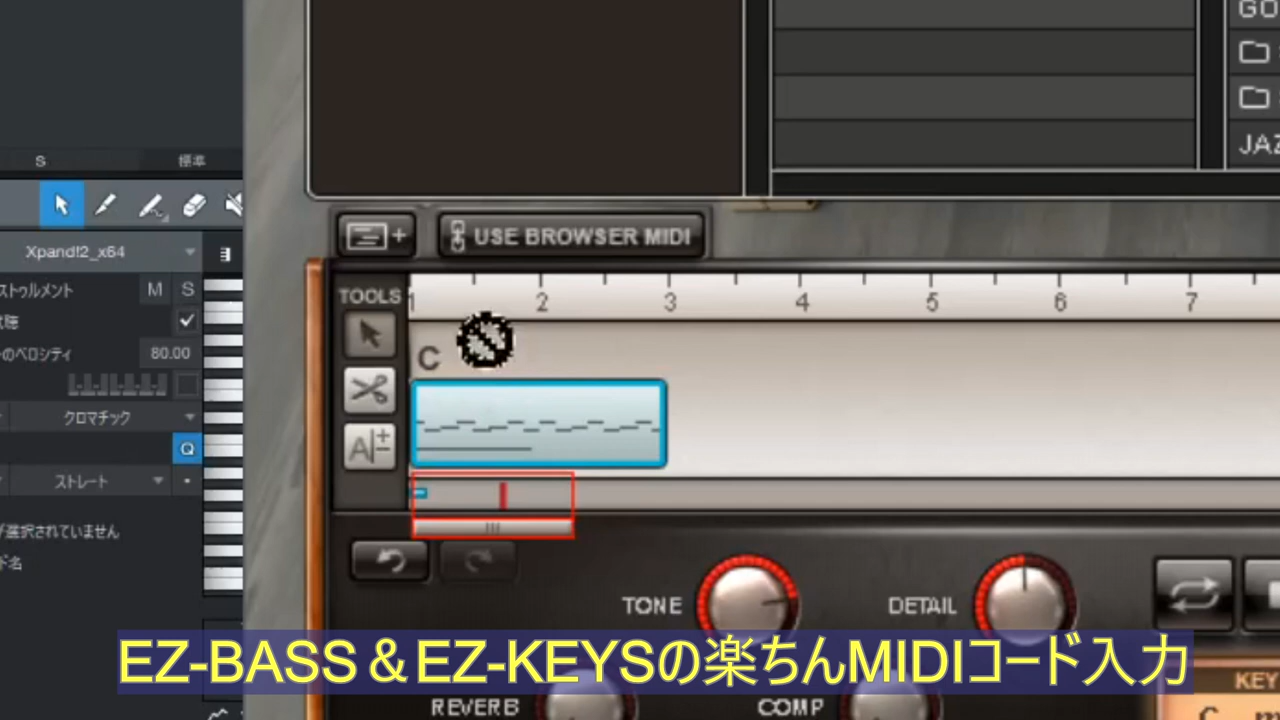 GO
JAZ
S 標準
USE BROWSER MIDI
Xpand!2_x64
TOOLS
1 2 3 4 5 6 7
ストゥルメント M S
聴
C
のベロシティ 80.00
クロマチック
A
Q
ストレート
が選択されていません
ド名
TONE
DETAIL
EZ-BASS＆EZ-KEYSの楽ちんMIDIコード入力
KEY
REVERB
COMP